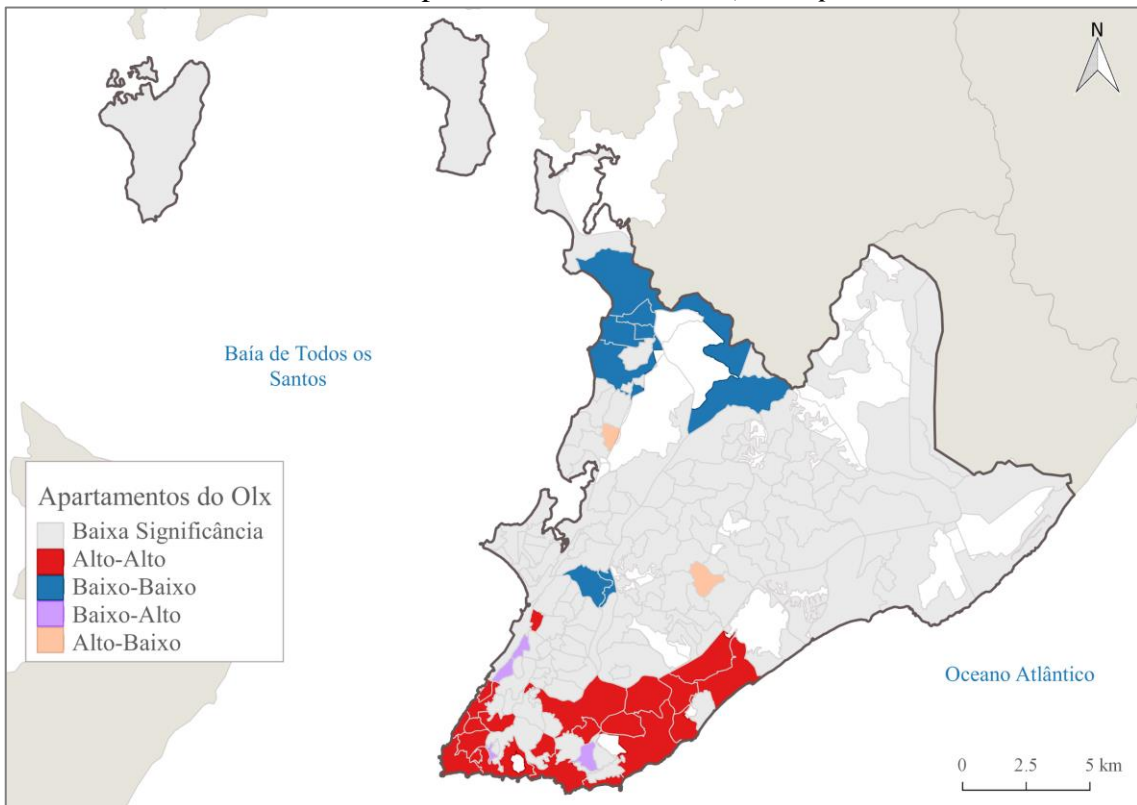 N
Baía de Todos os
Santos
Apartamentos do Olx
Baixa Significância
Alto-Alto
Baixo-Baixo
Baixo-Alto
Alto-Baixo
Oceano Atlântico
0 2.5 5 km